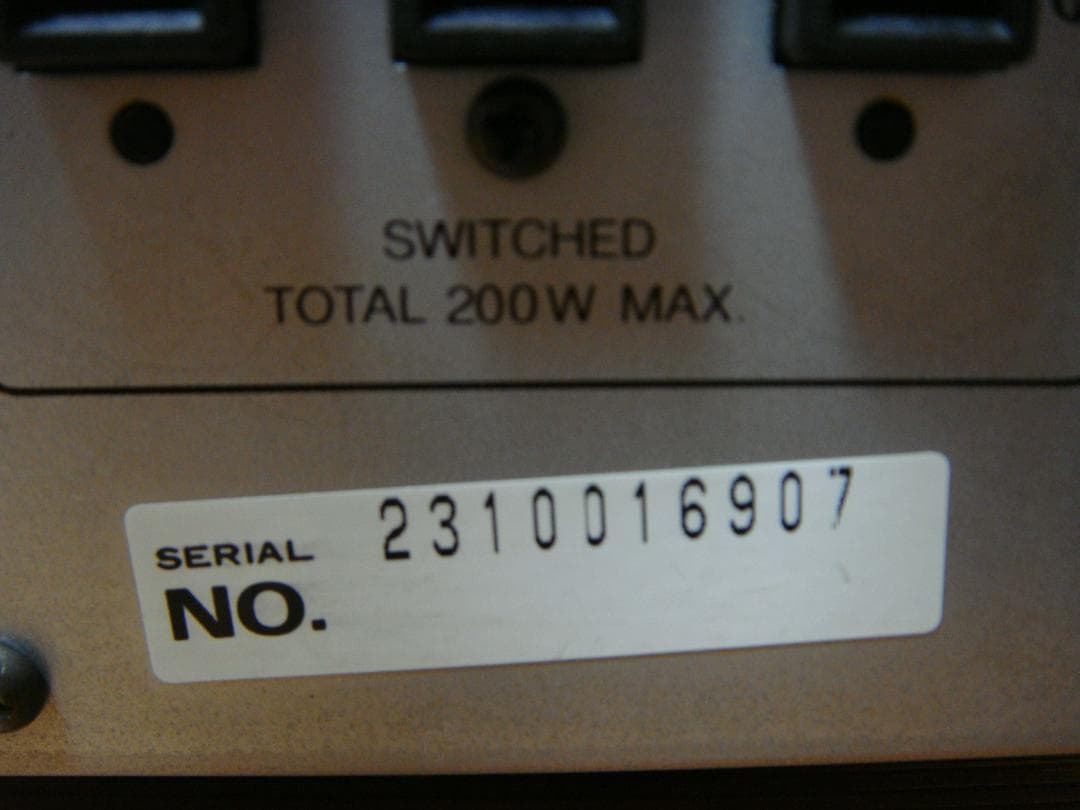 SWITCHED
TOTAL 200W MAX.
SERIAL NO. 2310016907